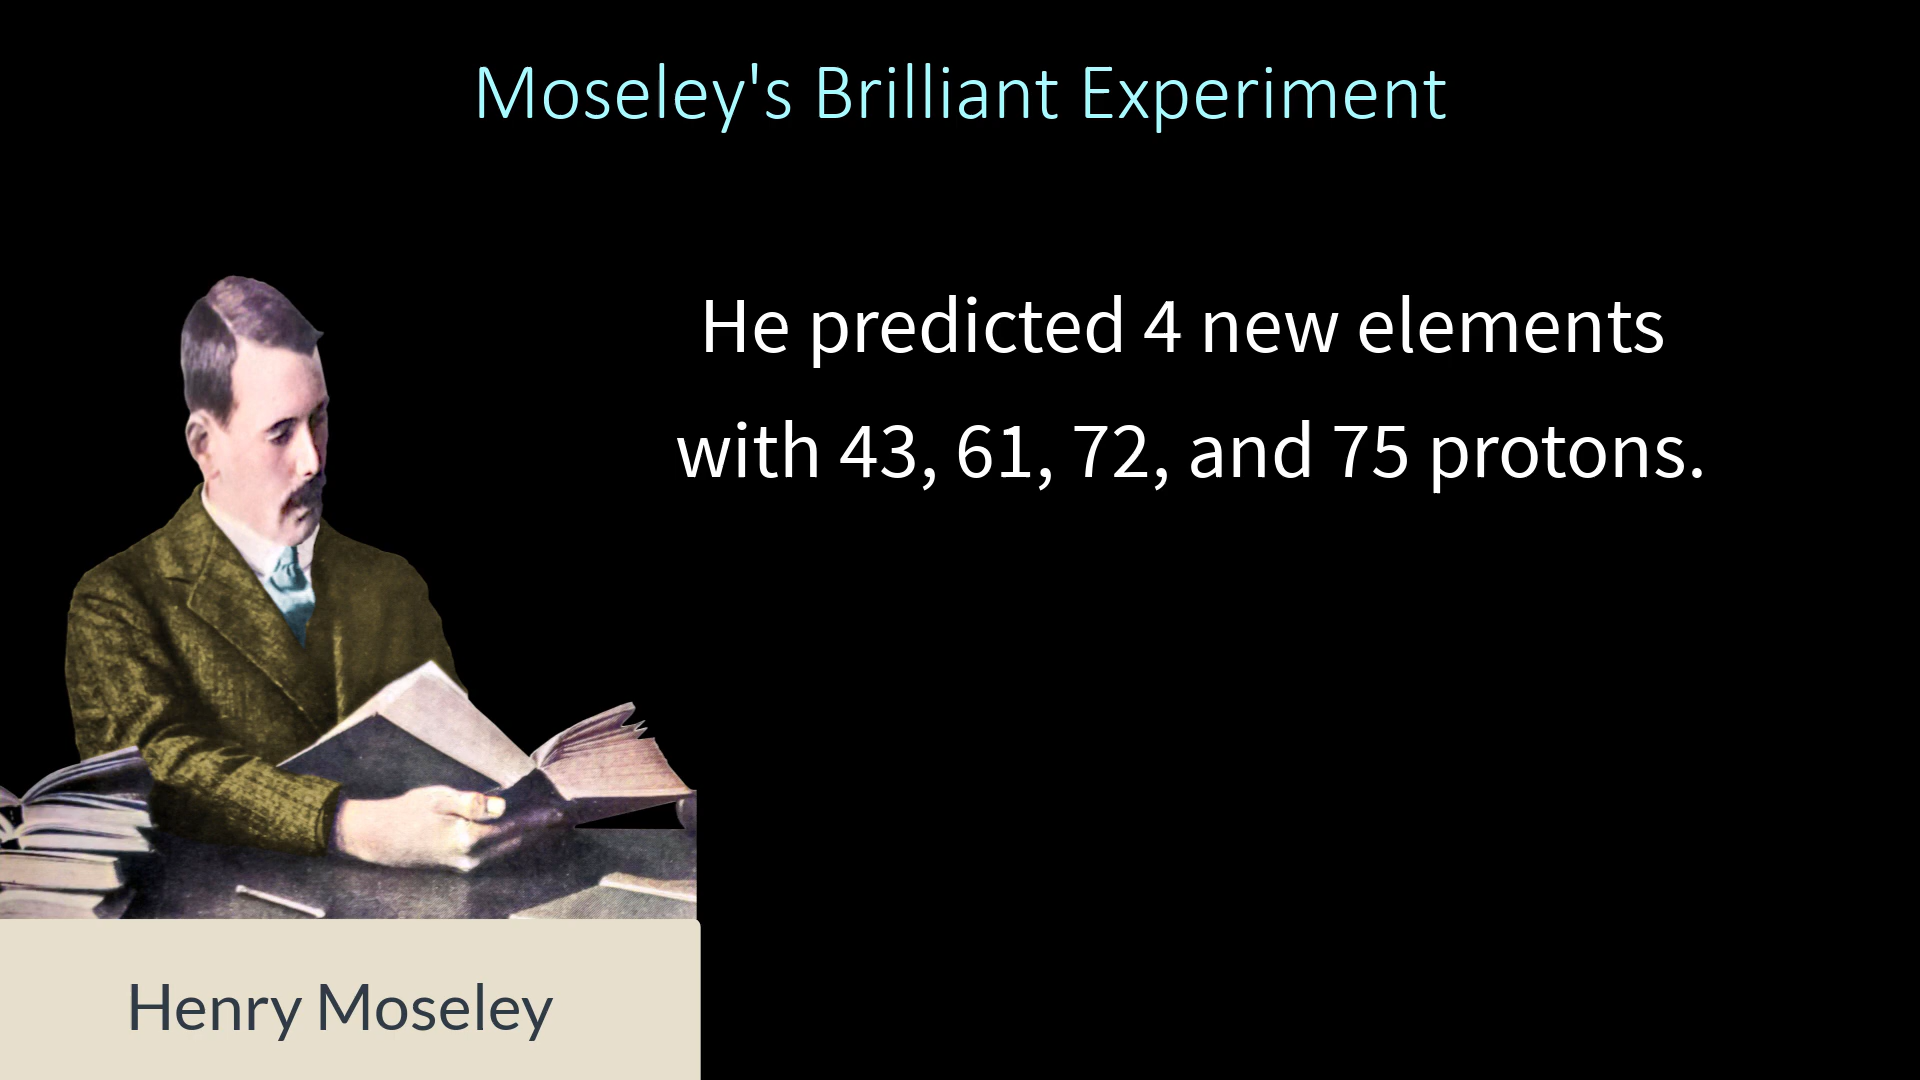 Moseley's Brilliant Experiment
He predicted 4 new elements
with 43, 61, 72, and 75 protons.
Henry Moseley